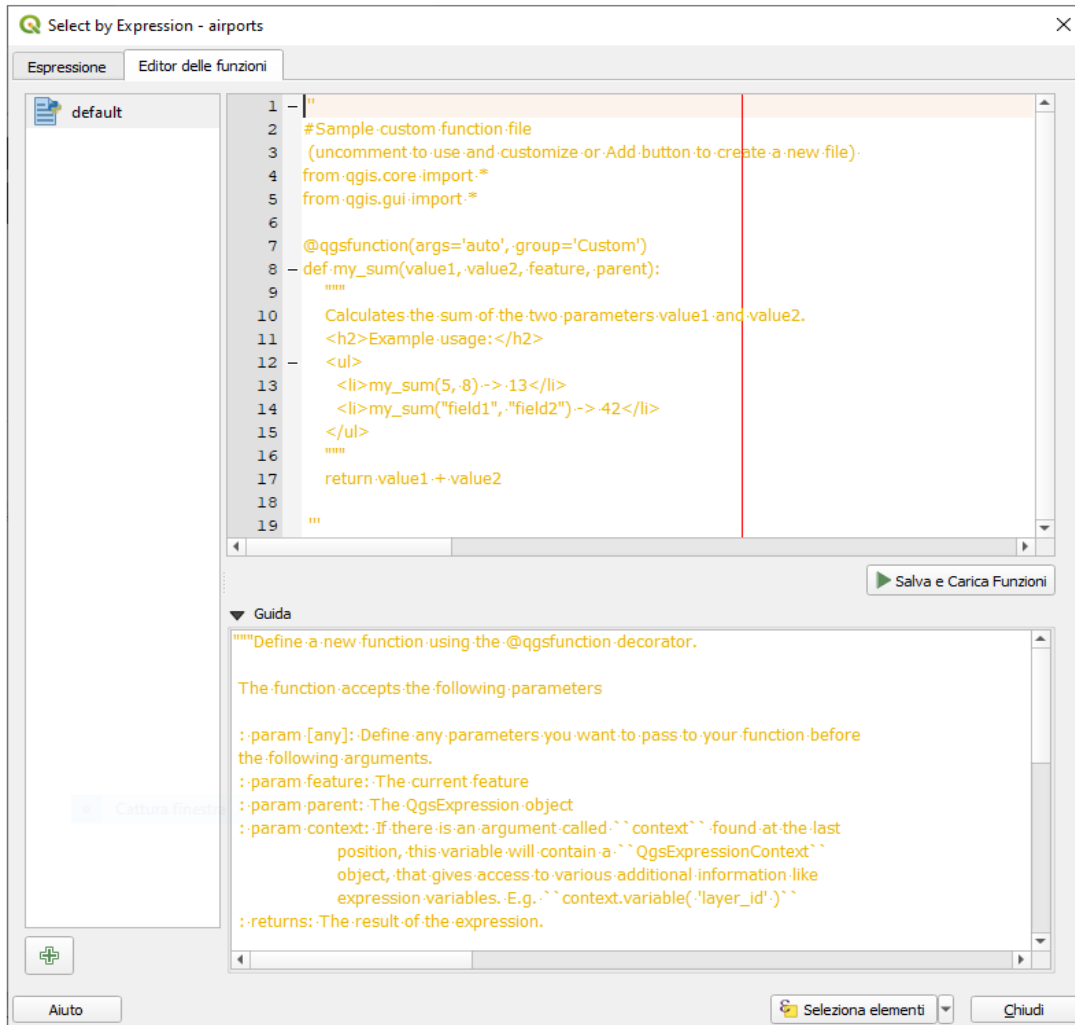 Select by Expression - airports
Espressione
Editor delle funzioni
default
1 "
2 #Sample custom function file
3 (uncomment to use and customize or Add button to create a new file)
4 from qgis.core import *
5 from qgis.gui import *
6
7 @qgsfunction(args='auto', group='Custom')
8 def my_sum(value1, value2, feature, parent):
9 """
10 Calculates the sum of the two parameters value1 and value2.
11 <h2>Example usage:</h2>
12 <ul>
13 <li>my_sum(5, 8) -> 13</li>
14 <li>my_sum("field1", "field2") -> 42</li>
15 </ul>
16 """
17 return value1 + value2
18
19 '''
Salva e Carica Funzioni
Guida
"""Define a new function using the @qgsfunction decorator.
The function accepts the following parameters
: param [any]: Define any parameters you want to pass to your function before
the following arguments.
: param feature: The current feature
: param parent: The QgsExpression object
: param context: If there is an argument called ``context`` found at the last
position, this variable will contain a ``QgsExpressionContext``
object, that gives access to various additional information like
expression variables. E.g. ``context.variable( 'layer_id' )``
: returns: The result of the expression.
Cattura finestra
Aiuto
Seleziona elementi
Chiudi